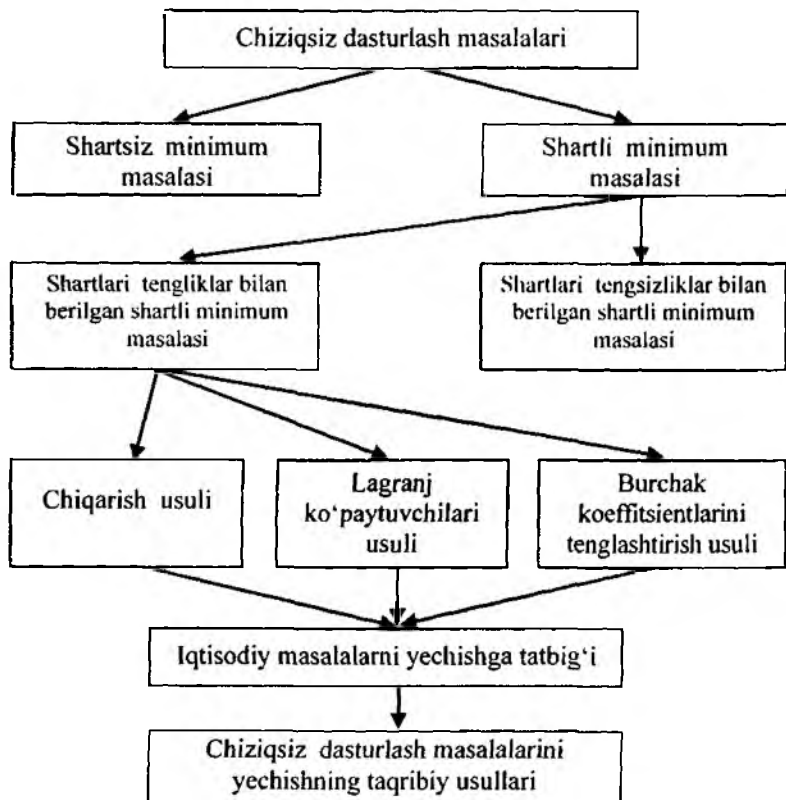 Chiziqsiz dasturlash masalalari
Shartsiz minimum
masalasi
Shartli minimum
masalasi
Shartlari tengliklar bilan
berilgan shartli minimum
masalasi
Shartlari tengsizliklar bilan
berilgan shartli minimum
masalasi
Chiqarish usuli
Lagranj
ko‘paytuvchilari
usuli
Burchak
koeffitsientlarini
tenglashtirish usuli
Iqtisodiy masalalarni yechishga tatbig‘i
Chiziqsiz dasturlash masalalarini
yechishning taqribiy usullari